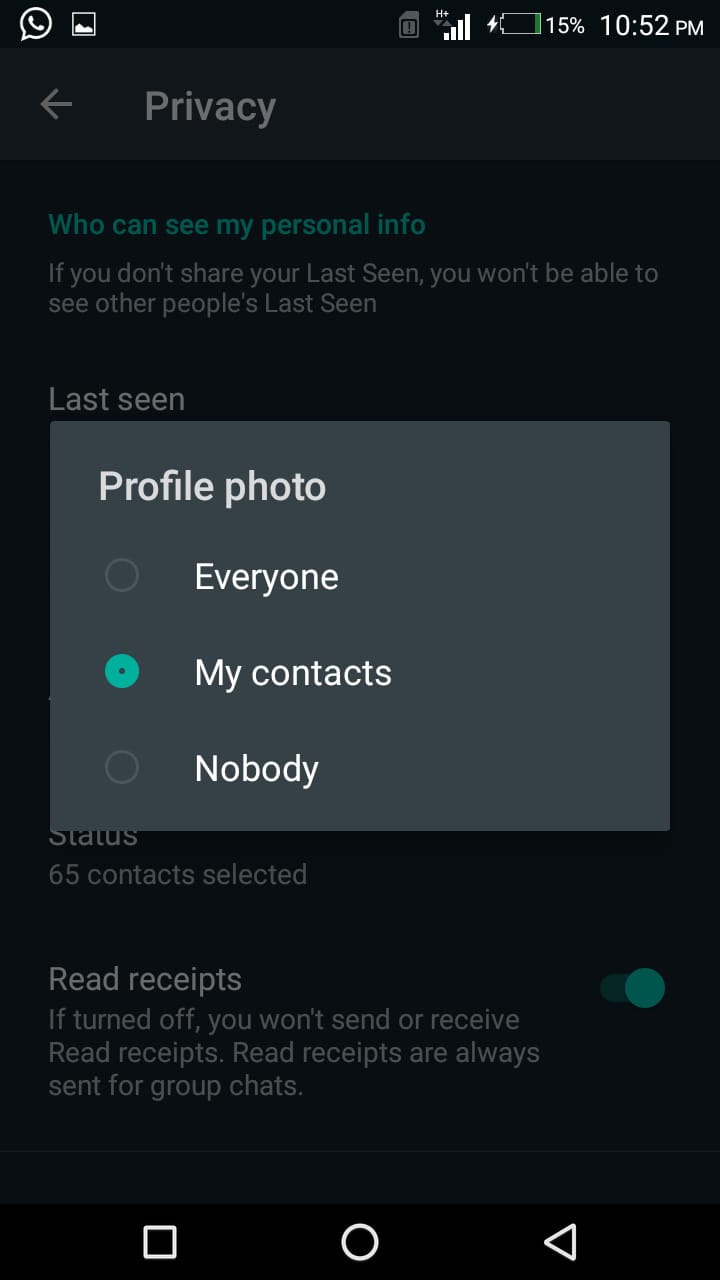 H+
15% 10:52 PM
Privacy
Who can see my personal info
If you don't share your Last Seen, you won't be able to
see other people's Last Seen
Last seen
Profile photo
Everyone
My contacts
Nobody
Status
65 contacts selected
Read receipts
If turned off, you won't send or receive
Read receipts. Read receipts are always
sent for group chats.